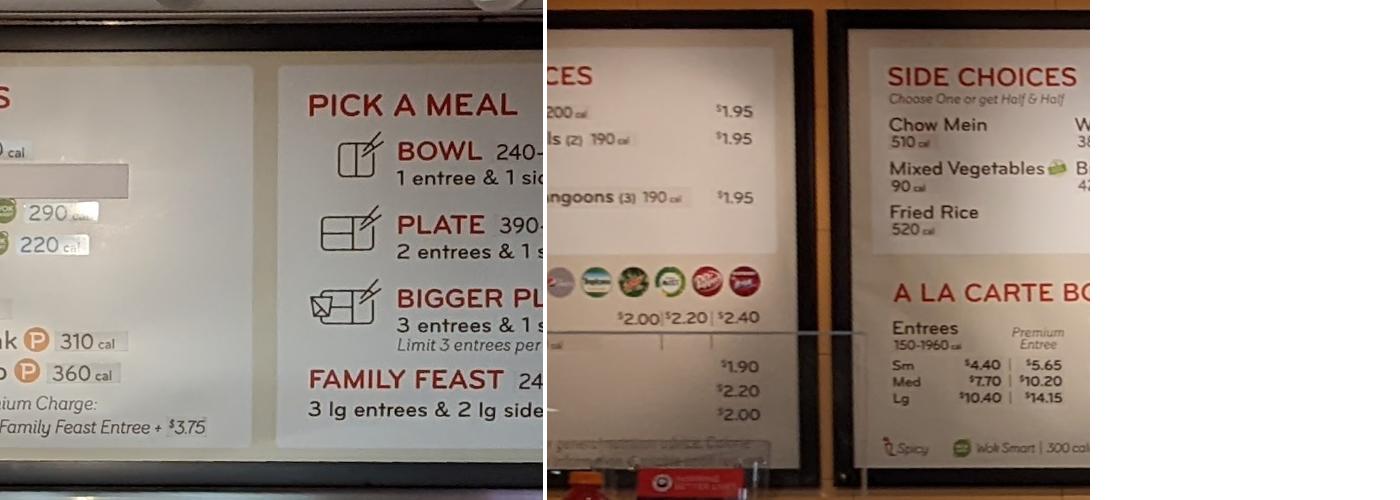 S
cal
290 cal
220 cal
P 310 cal
P 360 cal
Charge:
Family Feast Entree + $3.75
PICK A MEAL
BOWL 240-
1 entree & 1 sid
PLATE 390-
2 entrees & 1 s
BIGGER PL
3 entrees & 1 s
Limit 3 entrees per
FAMILY FEAST 24
3 lg entrees & 2 lg side
CES
200 cal $1.95
ls (2) 190 cal $1.95
ngoons (3) 190 cal $1.95
$2.00 | $2.20 | $2.40
$1.90
$2.20
$2.00
SIDE CHOICES
Choose One or get Half & Half
Chow Mein W
510 cal 38
Mixed Vegetables B
90 cal 42
Fried Rice
520 cal
A LA CARTE BO
Entrees Premium
150-1960 cal Entree
Sm $4.40 | $5.65
Med $7.70 | $10.20
Lg $10.40 | $14.15
Spicy Wok Smart | 300 cal